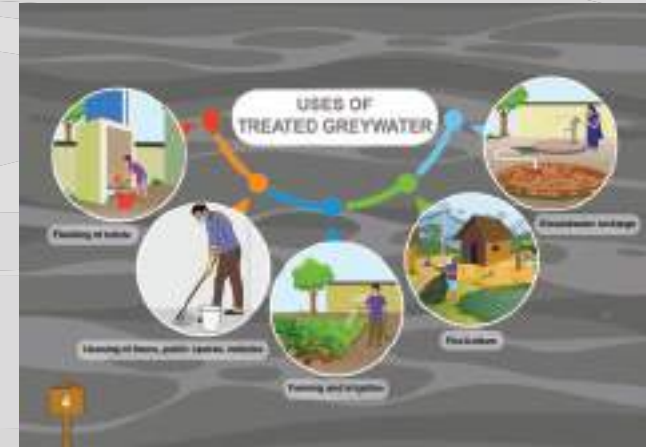 USES OF
TREATED GREYWATER
Flushing of toilets
Cleaning of floors, public spaces, vehicles
Farming and irrigation
Pisciculture
Groundwater recharge